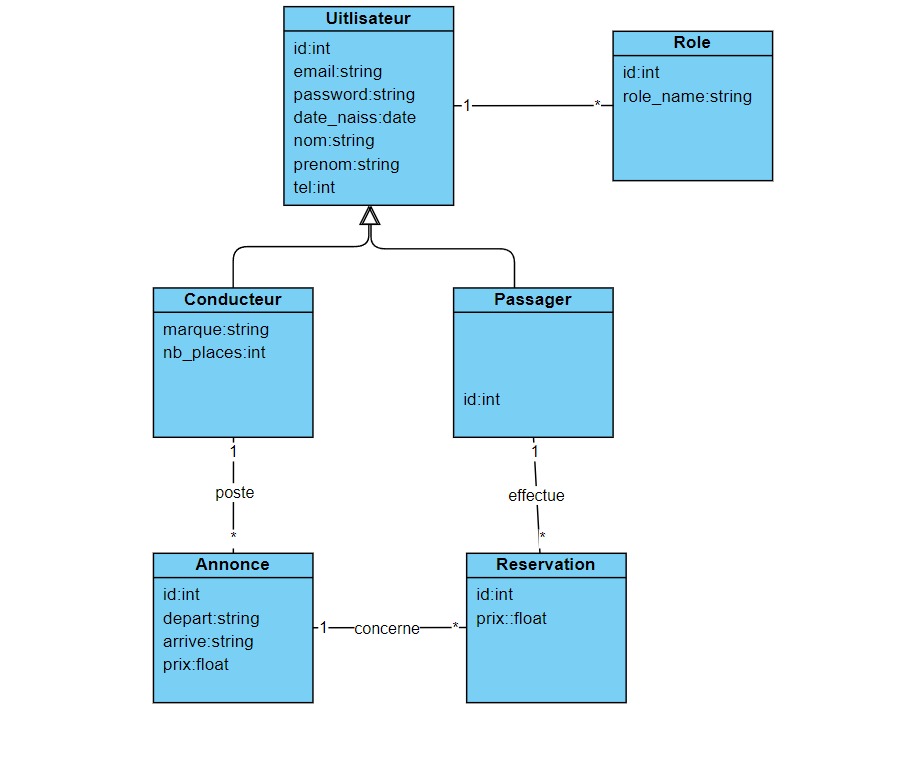 Uitlisateur
id:int
email:string
password:string
date_naiss:date
nom:string
prenom:string
tel:int
1
*
Role
id:int
role_name:string
Conducteur
marque:string
nb_places:int
Passager
id:int
1
poste
*
1
effectue
*
Annonce
id:int
depart:string
arrive:string
prix:float
1
concerne
*
Reservation
id:int
prix::float